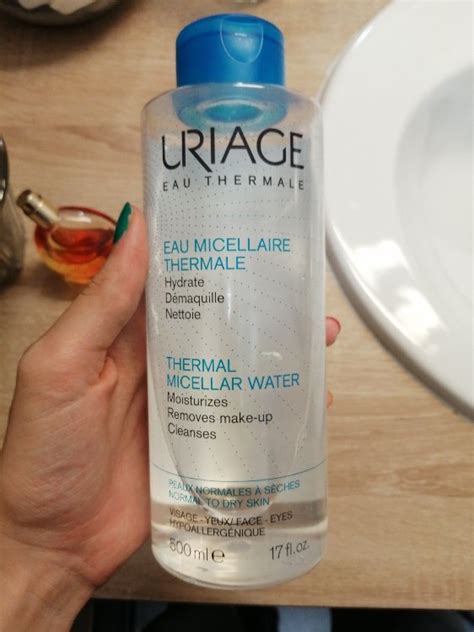 URIAGE
EAU THERMALE
EAU MICELLAIRE
THERMALE
Hydrate
Démaquille
Nettoie
THERMAL
MICELLAR WATER
Moisturizes
Removes make-up
Cleanses
PEAUX NORMALES À SÈCHES
NORMAL TO DRY SKIN
VISAGE - YEUX/ FACE - EYES
HYPOALLERGÉNIQUE
500 ml e 17 fl.oz.